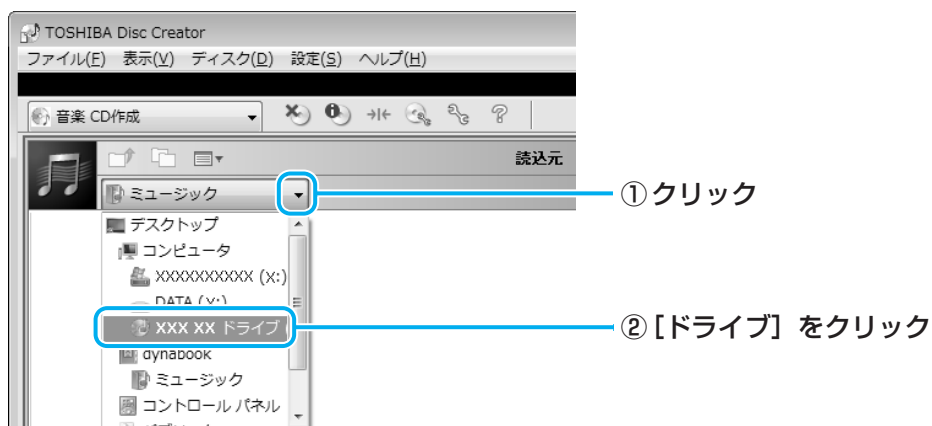 TOSHIBA Disc Creator
ファイル(F) 表示(V) ディスク(D) 設定(S) ヘルプ(H)
音楽 CD作成
読込元
ミュージック
①クリック
デスクトップ
コンピュータ
XXXXXXXXXX (X:)
DATA (Y:)
XXX XX ドライブ (
②[ドライブ] をクリック
dynabook
ミュージック
コントロール パネル